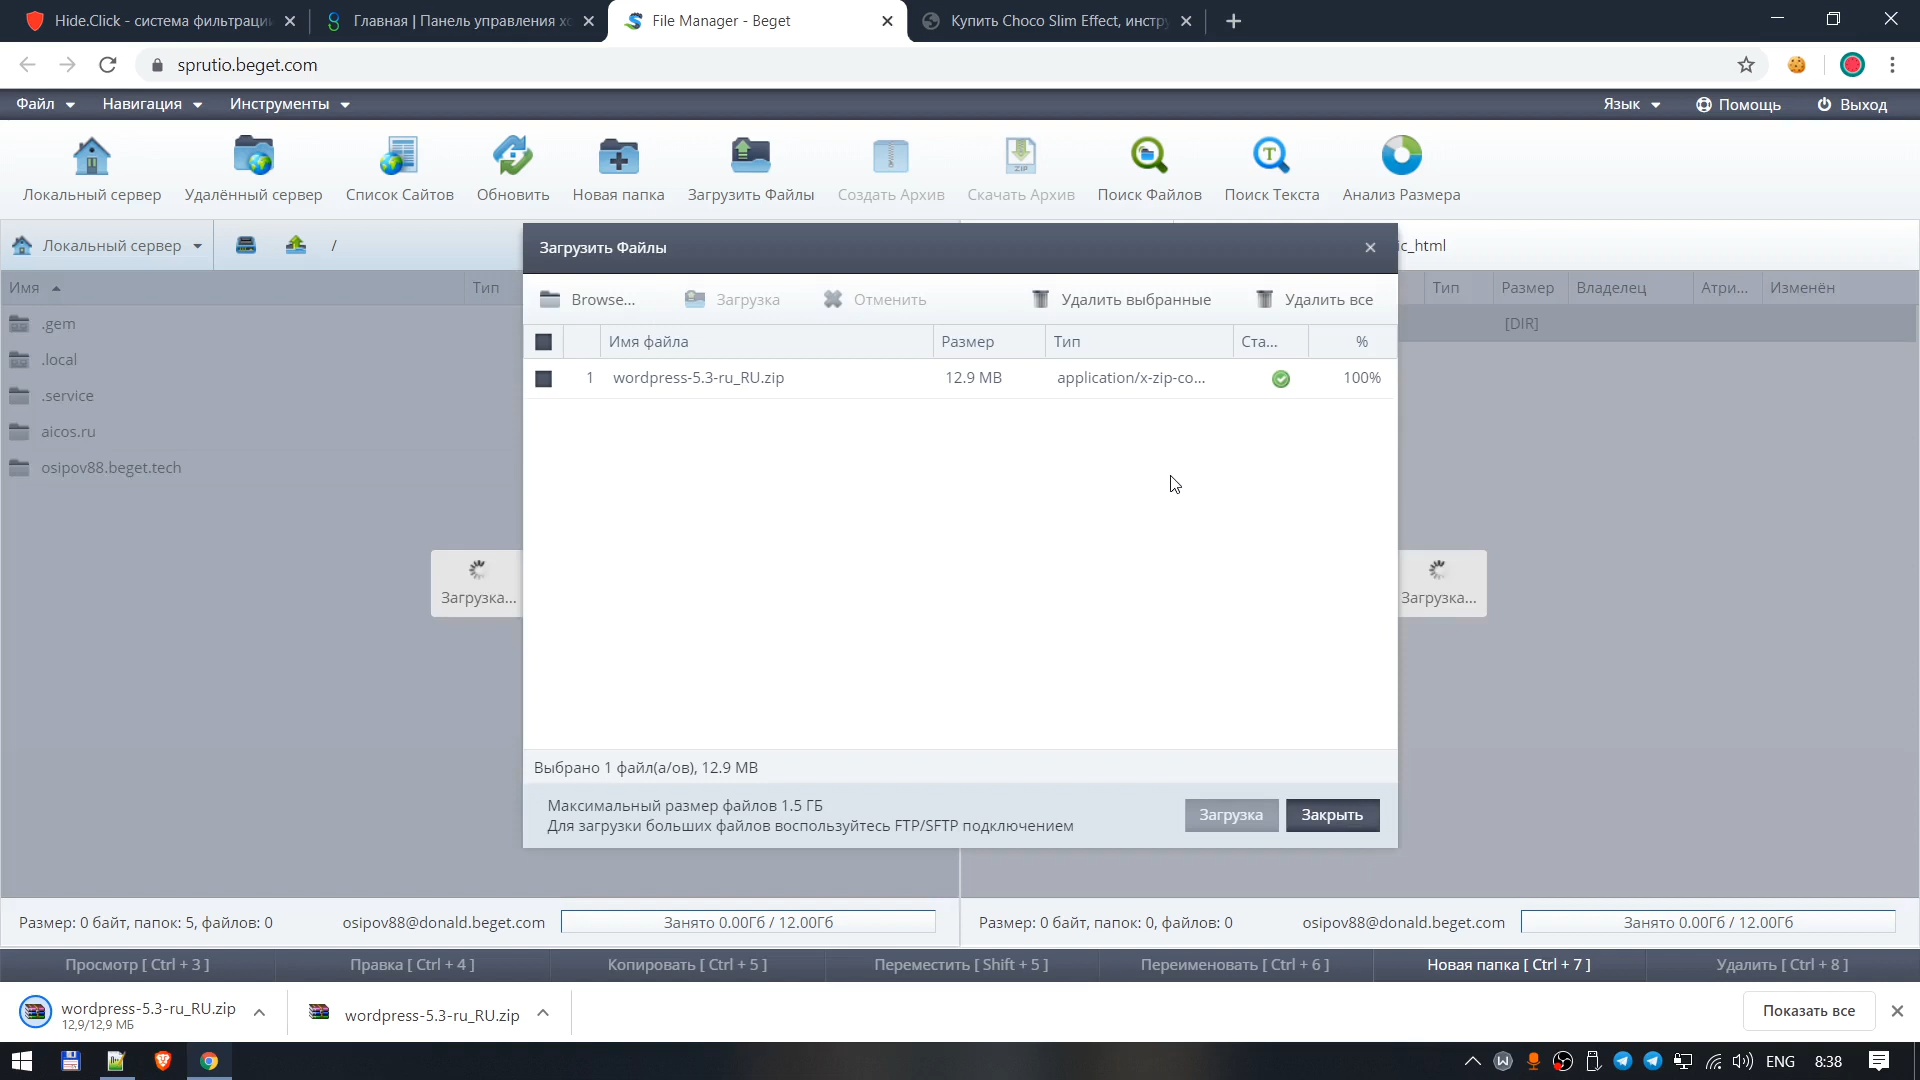 Hide.Click - система фильтрации
Главная | Панель управления хо
File Manager - Beget
Купить Choco Slim Effect, инстру
sprutio.beget.com
Файл
Навигация
Инструменты
Язык
Помощь
Выход
Локальный сервер
Удалённый сервер
Список Сайтов
Обновить
Новая папка
Загрузить Файлы
Создать Архив
Скачать Архив
ZIP
Поиск Файлов
Поиск Текста
Анализ Размера
Локальный сервер
/
ic_html
Имя
Тип
Тип
Размер
Владелец
Атри...
Изменён
.gem
.local
.service
aicos.ru
osipov88.beget.tech
[DIR]
Загрузить Файлы
Browse...
Загрузка
Отменить
Удалить выбранные
Удалить все
Имя файла
Размер
Тип
Ста...
%
1
wordpress-5.3-ru_RU.zip
12.9 MB
application/x-zip-co...
100%
Загрузка...
Загрузка...
Выбрано 1 файл(а/ов), 12.9 MB
Максимальный размер файлов 1.5 ГБ
Для загрузки больших файлов воспользуйтесь FTP/SFTP подключением
Загрузка
Закрыть
Размер: 0 байт, папок: 5, файлов: 0
osipov88@donald.beget.com
Занято 0.00Гб / 12.00Гб
Размер: 0 байт, папок: 0, файлов: 0
osipov88@donald.beget.com
Занято 0.00Гб / 12.00Гб
Просмотр [ Ctrl + 3 ]
Правка [ Ctrl + 4 ]
Копировать [ Ctrl + 5 ]
Переместить [ Shift + 5 ]
Переименовать [ Ctrl + 6 ]
Новая папка [ Ctrl + 7 ]
Удалить [ Ctrl + 8 ]
wordpress-5.3-ru_RU.zip
12,9/12,9 МБ
wordpress-5.3-ru_RU.zip
Показать все
ENG
8:38